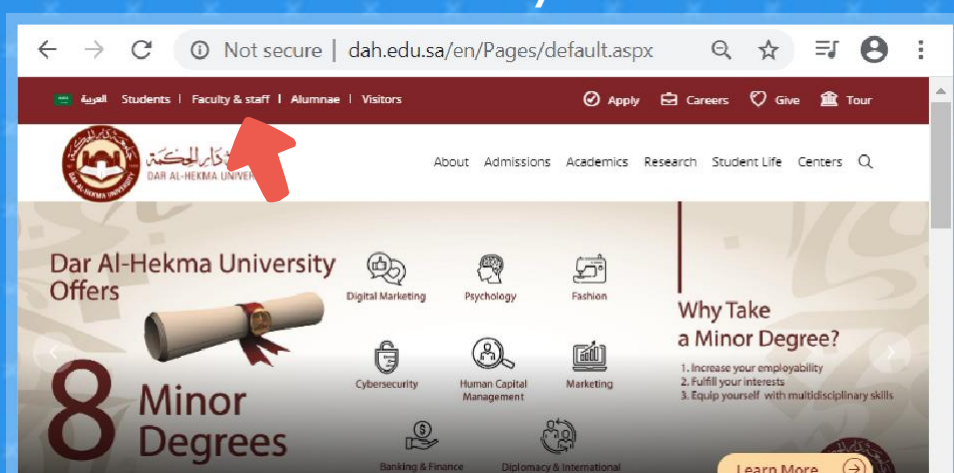 Not secure | dah.edu.sa/en/Pages/default.aspx
العربية Students | Faculty & staff | Alumnae | Visitors Apply Careers Give Tour
DAR AL-HEKMA
About Admissions Academics Research Student Life Centers
Dar Al-Hekma University
Offers
8 Minor
Degrees
Digital Marketing
Psychology
Fashion
Cybersecurity
Human Capital
Management
Marketing
Banking & Finance
Diplomacy & International
Why Take
a Minor Degree?
1. Increase your employability
2. Fulfill your interests
3. Equip yourself with multidisciplinary skills
Learn More